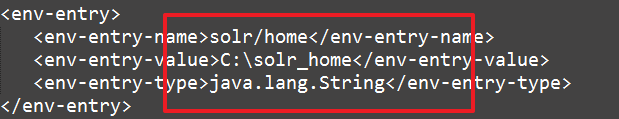 <env-entry>
<env-entry-name>solr/home</env-entry-name>
<env-entry-value>C:\solr_home</env-entry-value>
<env-entry-type>java.lang.String</env-entry-type>
</env-entry>